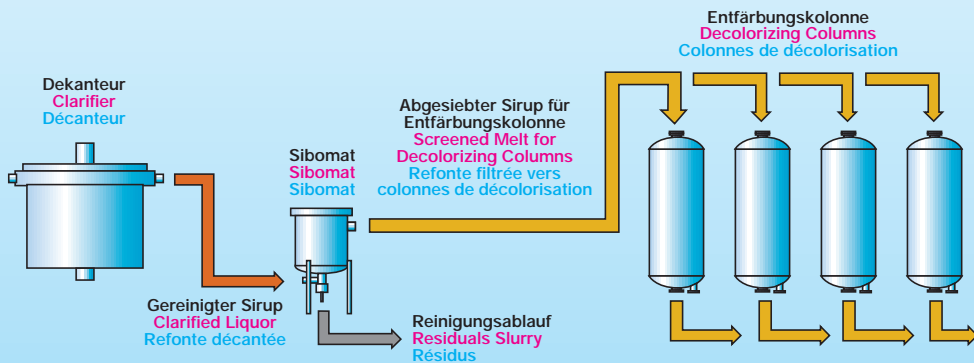 Entfärbungskolonne
Decolorizing Columns
Colonnes de décolorisation
Dekanteur
Clarifier
Décanteur
Abgesiebter Sirup für
Entfärbungskolonne
Screened Melt for
Decolorizing Columns
Refonte filtrée vers
colonnes de décolorisation
Sibomat
Sibomat
Sibomat
Gereinigter Sirup
Clarified Liquor
Refonte décantée
Reinigungsablauf
Residuals Slurry
Résidus